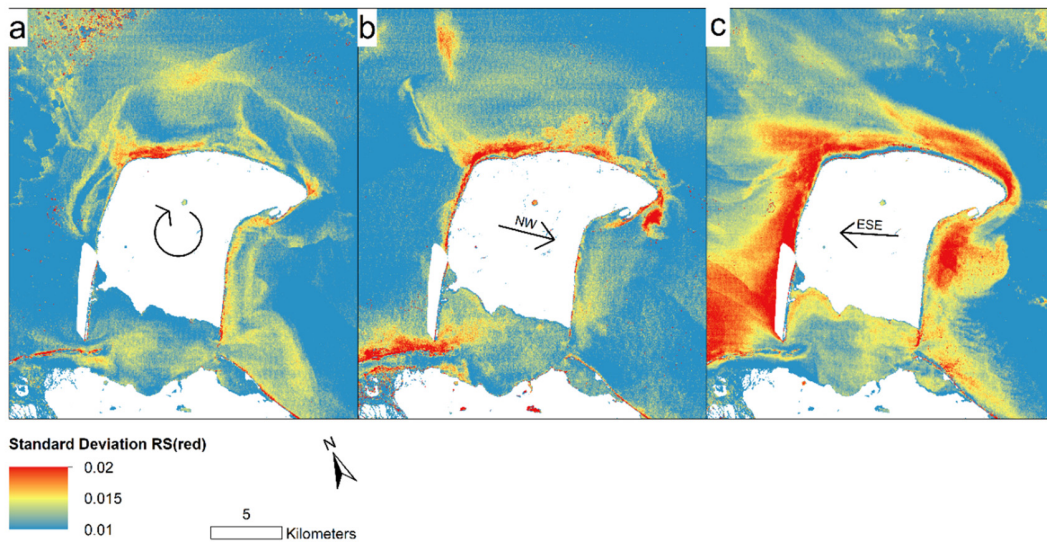 a
b
c
NW
ESE
Standard Deviation RS(red)
0.02
0.015
0.01
N
5
Kilometers